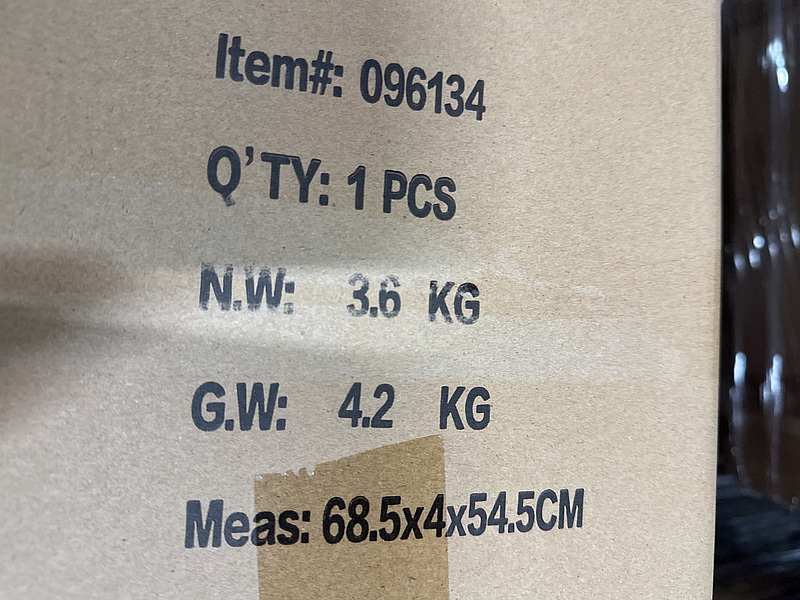 Item#: 096134
Q'TY: 1 PCS
N.W: 3.6 KG
G.W: 4.2 KG
Meas: 68.5x4x54.5CM